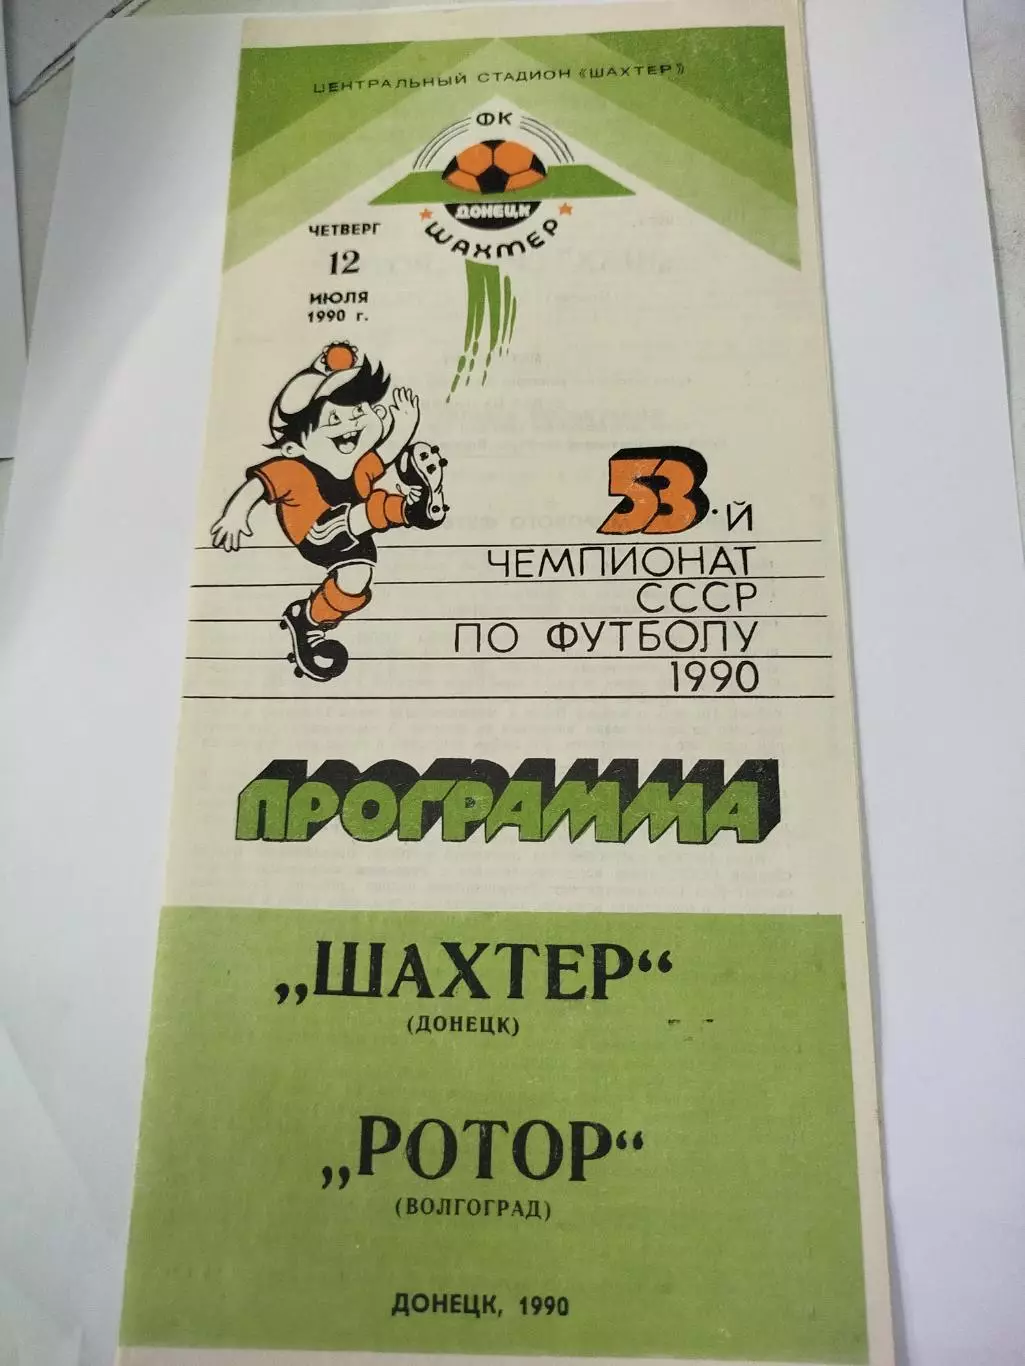 ЦЕНТРАЛЬНЫЙ СТАДИОН «ШАХТЕР»
ФК
ДОНЕЦК
ШАХТЕР
ЧЕТВЕРГ
12
ИЮЛЯ
1990 г.
53-й
ЧЕМПИОНАТ
СССР
ПО ФУТБОЛУ
1990
ПРОГРАММА
„ШАХТЕР“
(ДОНЕЦК)
„РОТОР“
(ВОЛГОГРАД)
ДОНЕЦК, 1990